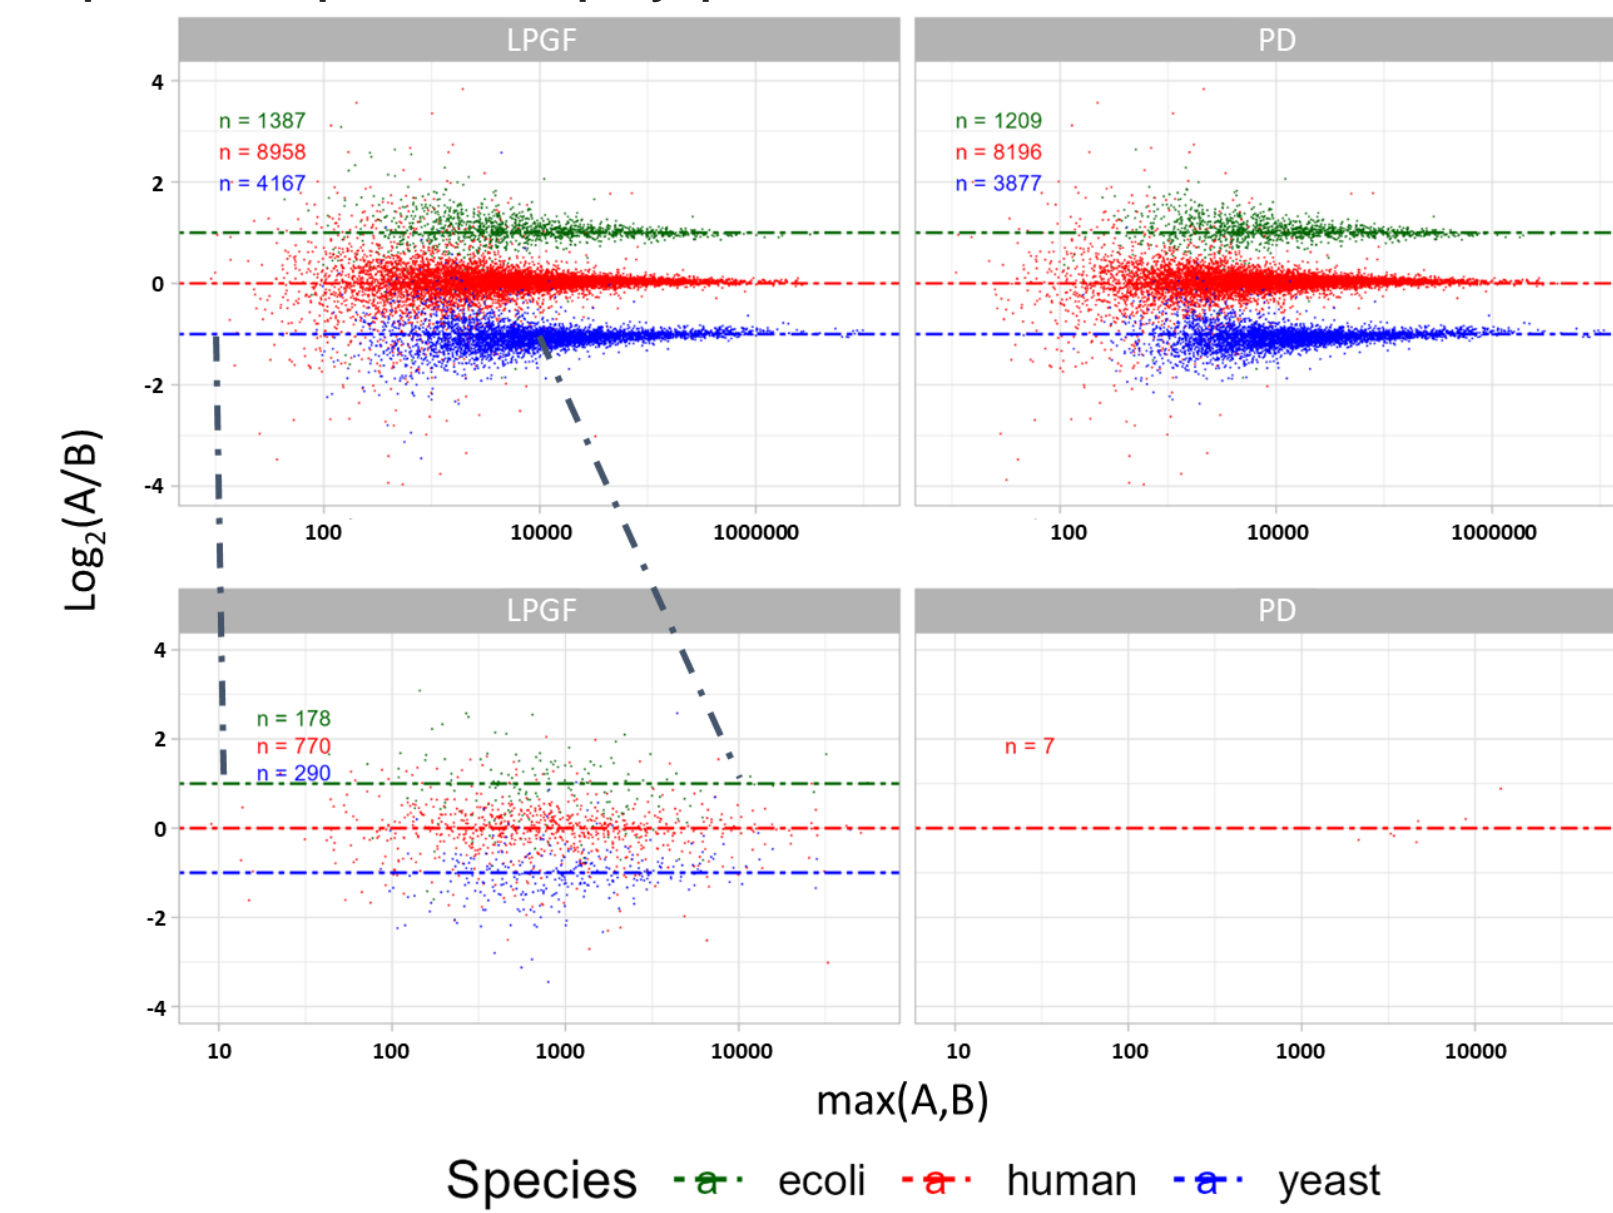 LPGF
PD
4
2
0
-2
-4
n = 1387
n = 8958
n = 4167
n = 1209
n = 8196
n = 3877
100
10000
1000000
100
10000
1000000
Log2(A/B)
LPGF
PD
4
2
0
-2
-4
n = 178
n = 770
n = 290
n = 7
10
100
1000
10000
10
100
1000
10000
max(A,B)
Species a ecoli a human a yeast